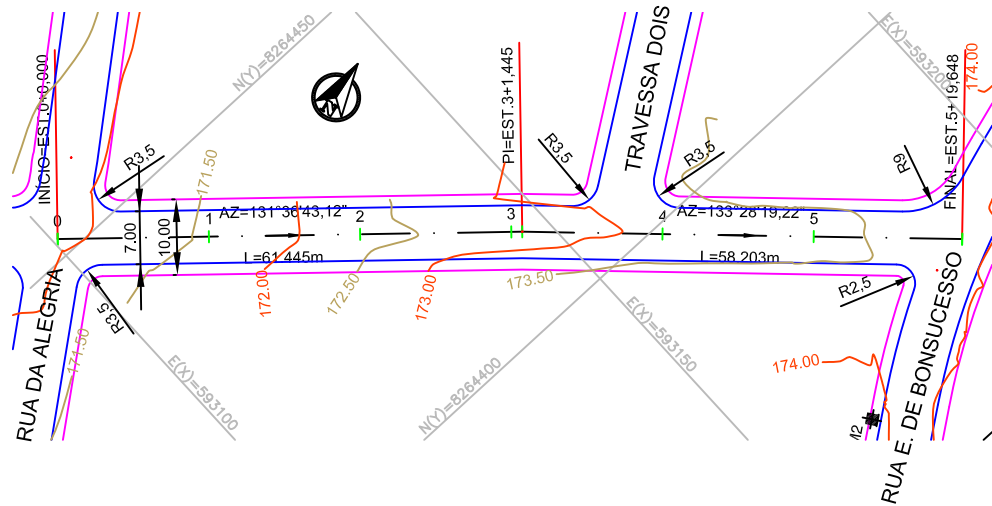 N(Y)=8264450
E(X)=593200
174.00
INICIO=EST.0+0,000
PI=EST.3+1,445
TRAVESSA DOIS
FINAL=EST.5+19,648
N
R3,5
171.50
R3,5
R3,5
R9
0
1
AZ=131°36'43,12"
2
3
4
AZ=133°28'19,22"
5
7.00
10.00
L=61.445m
L=58.203m
172.00
172.50
173.00
173.50
R2.5
R3,5
RUA DA ALEGRIA
171.50
E(X)=593100
N(Y)=8264400
E(X)=593150
174.00
M2
RUA E. DE BONSUCESSO